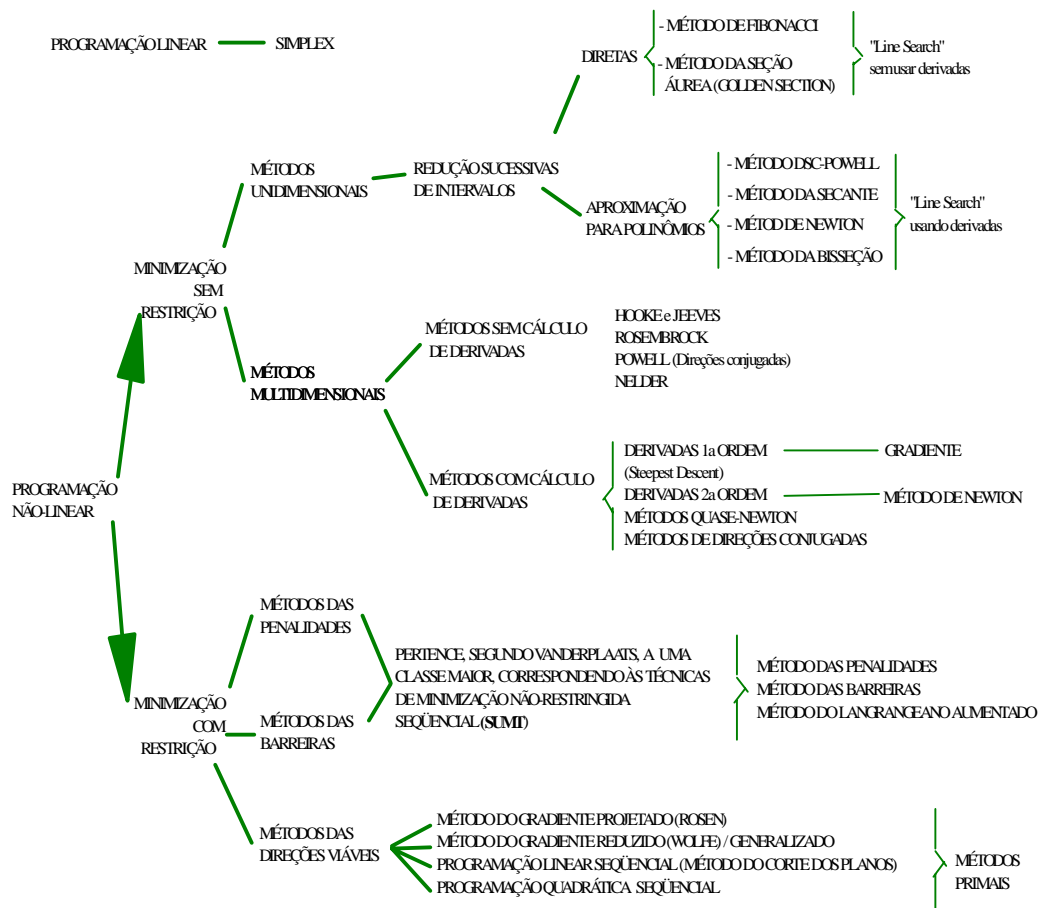 PROGRAMAÇÃO LINEAR
SIMPLEX
DIRETAS
- MÉTODO DE FIBONACCI
- MÉTODO DA SEÇÃO
ÁUREA (GOLDEN SECTION)
"Line Search"
sem usar derivadas
MÉTODOS
UNIDIMENSIONAIS
REDUÇÃO SUCESSIVAS
DE INTERVALOS
APROXIMAÇÃO
PARA POLINÔMIOS
- MÉTODO DSC-POWELL
- MÉTODO DA SECANTE
- MÉTOD DE NEWTON
- MÉTODO DA BISSEÇÃO
"Line Search"
usando derivadas
MINIMIZAÇÃO
SEM
RESTRIÇÃO
MÉTODOS
MULTIDIMENSIONAIS
MÉTODOS SEM CÁLCULO
DE DERIVADAS
HOOKE e JEEVES
ROSEMBROCK
POWELL (Direções conjugadas)
NELDER
MÉTODOS COM CÁLCULO
DE DERIVADAS
DERIVADAS 1a ORDEM
(Steepest Descent)
DERIVADAS 2a ORDEM
MÉTODOS QUASE-NEWTON
MÉTODOS DE DIREÇÕES CONJUGADAS
GRADIENTE
MÉTODO DE NEWTON
PROGRAMAÇÃO
NÃO-LINEAR
MINIMIZAÇÃO
COM
RESTRIÇÃO
MÉTODOS DAS
PENALIDADES
MÉTODOS DAS
BARREIRAS
PERTENCE, SEGUNDO VANDERPLAATS, A UMA
CLASSE MAIOR, CORRESPONDENDO ÀS TÉCNICAS
DE MINIMIZAÇÃO NÃO-RESTRINGIDA
SEQÜENCIAL (SUMT)
MÉTODO DAS PENALIDADES
MÉTODO DAS BARREIRAS
MÉTODO DO LANGRANGEANO AUMENTADO
MÉTODOS DAS
DIREÇÕES VIÁVEIS
MÉTODO DO GRADIENTE PROJETADO (ROSEN)
MÉTODO DO GRADIENTE REDUZIDO (WOLFE) / GENERALIZADO
PROGRAMAÇÃO LINEAR SEQÜENCIAL (MÉTODO DO CORTE DOS PLANOS)
PROGRAMAÇÃO QUADRÁTICA SEQÜENCIAL
MÉTODOS
PRIMAIS